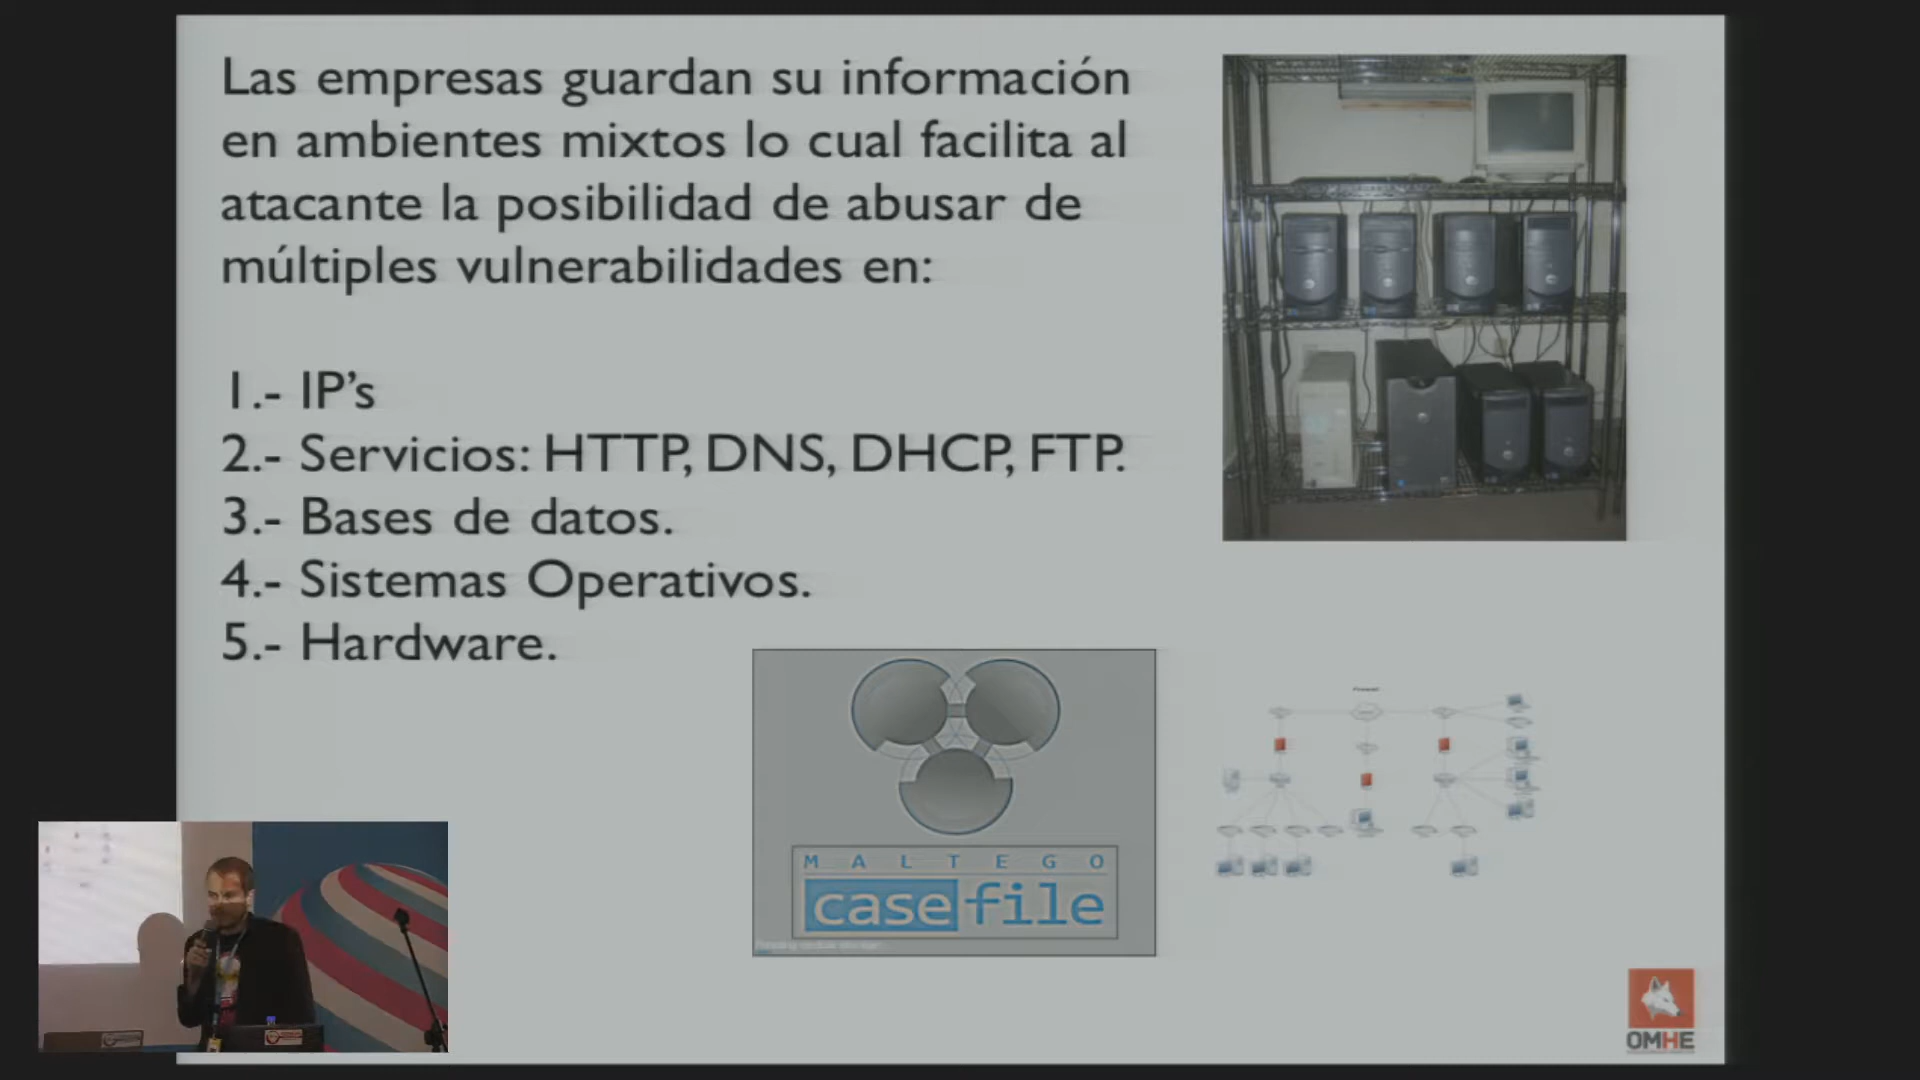 Las empresas guardan su información
en ambientes mixtos lo cual facilita al
atacante la posibilidad de abusar de
múltiples vulnerabilidades en:
1.- IP’s
2.- Servicios: HTTP, DNS, DHCP, FTP.
3.- Bases de datos.
4.- Sistemas Operativos.
5.- Hardware.
MALTEGO
casefile
OMHE